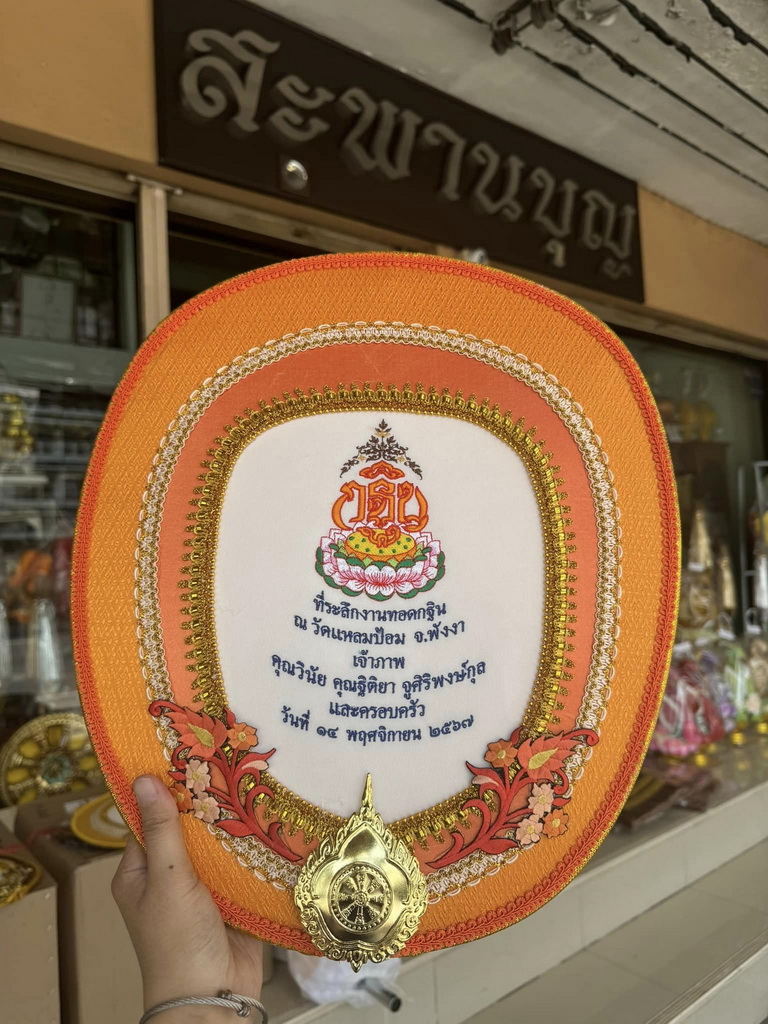 สะพานบุญ
กฐิน
ที่ระลึกงานทอดกฐิน
ณ วัดแหลมป้อม จ.พังงา
เจ้าภาพ
คุณวินัย คุณฐิติยา จูศิริพงษ์กุล
และครอบครัว
วันที่ ๑๔ พฤศจิกายน ๒๕๖๗